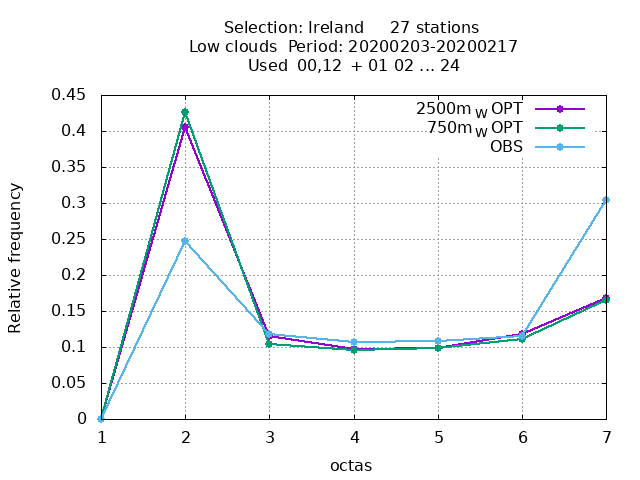 Selection: Ireland 27 stations
Low clouds Period: 20200203-20200217
Used 00,12 + 01 02 ... 24
2500m W OPT
750m W OPT
OBS
Relative frequency
0.45
0.4
0.35
0.3
0.25
0.2
0.15
0.1
0.05
0
1 2 3 4 5 6 7
octas